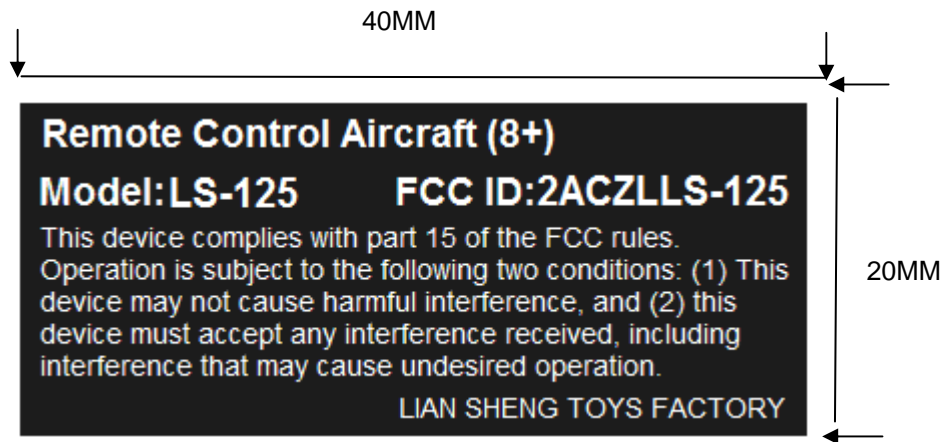 40MM
Remote Control Aircraft (8+)
Model:LS-125 FCC ID:2ACZLLS-125
This device complies with part 15 of the FCC rules.
Operation is subject to the following two conditions: (1) This
device may not cause harmful interference, and (2) this
device must accept any interference received, including
interference that may cause undesired operation.
LIAN SHENG TOYS FACTORY
20MM